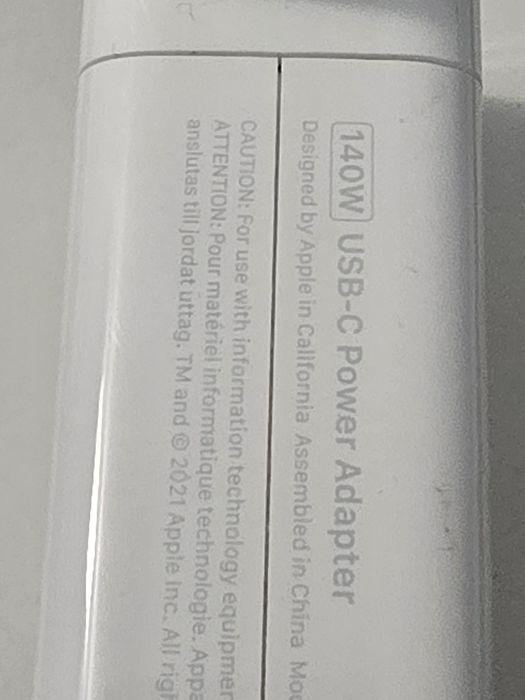 140W USB-C Power Adapter
Designed by Apple in California Assembled in China
CAUTION: For use with information technology
ATTENTION: Pour matériel informatique technologie.
anslutas till jordat uttag. TM and © 2021 Apple Inc. All